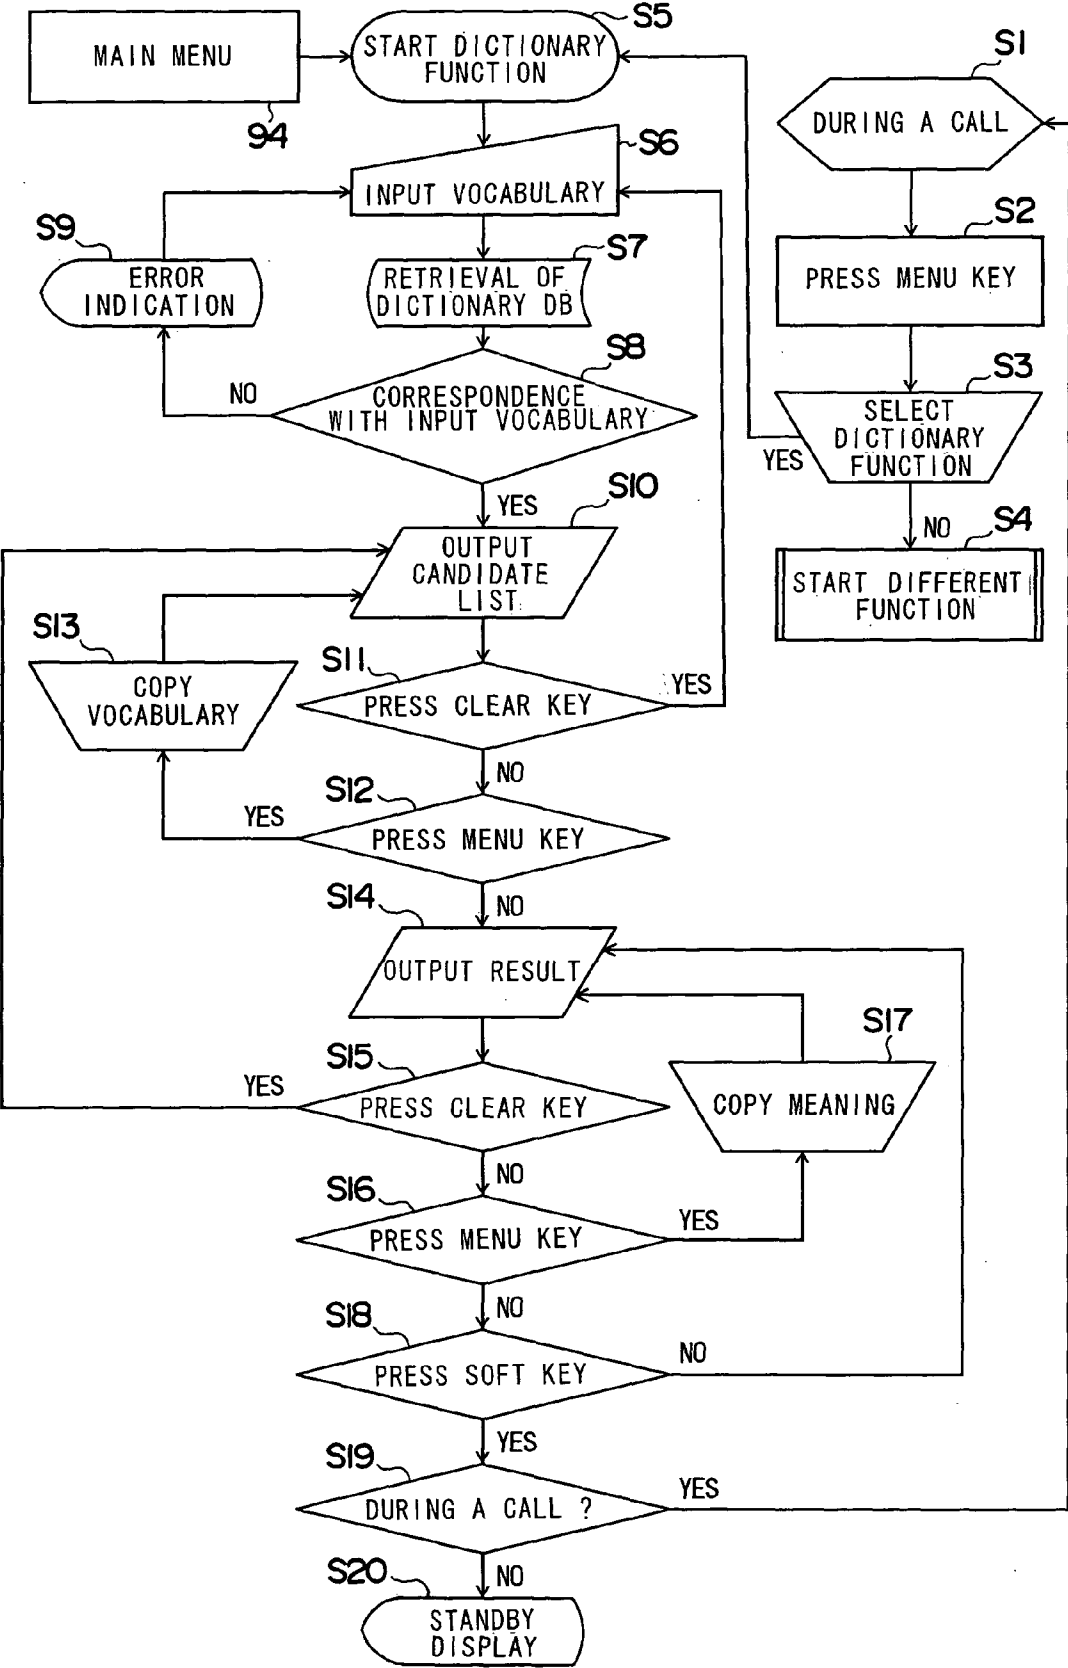 S5
MAIN MENU
START DICTIONARY
FUNCTION
94
S1
DURING A CALL
S6
INPUT VOCABULARY
S2
PRESS MENU KEY
S9
ERROR
INDICATION
S7
RETRIEVAL OF
DICTIONARY DB
S8
CORRESPONDENCE
WITH INPUT VOCABULARY
NO
YES
S3
SELECT
DICTIONARY
FUNCTION
YES
NO
S4
START DIFFERENT
FUNCTION
S10
OUTPUT
CANDIDATE
LIST
S13
COPY
VOCABULARY
S11
PRESS CLEAR KEY
YES
NO
S12
PRESS MENU KEY
YES
NO
S14
OUTPUT RESULT
S17
COPY MEANING
S15
PRESS CLEAR KEY
YES
NO
S16
PRESS MENU KEY
YES
NO
S18
PRESS SOFT KEY
NO
YES
S19
DURING A CALL ?
YES
NO
S20
STANDBY
DISPLAY